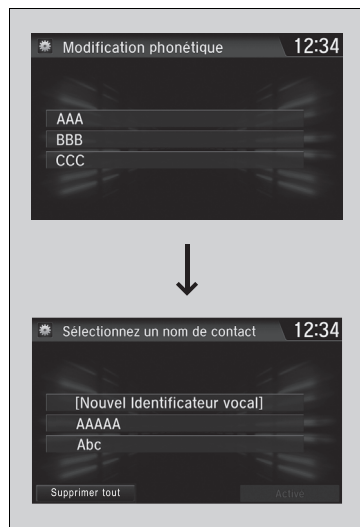 Modification phonétique 12:34
AAA
BBB
CCC
Sélectionnez un nom de contact 12:34
[Nouvel Identificateur vocal]
AAAAA
Abc
Supprimer tout Activé